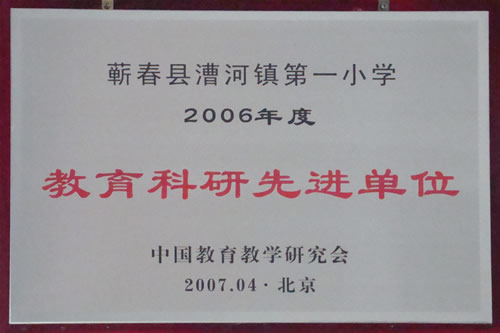 蕲春县漕河镇第一小学
2006年度
教育科研先进单位
中国教育教学研究会
2007.04·北京